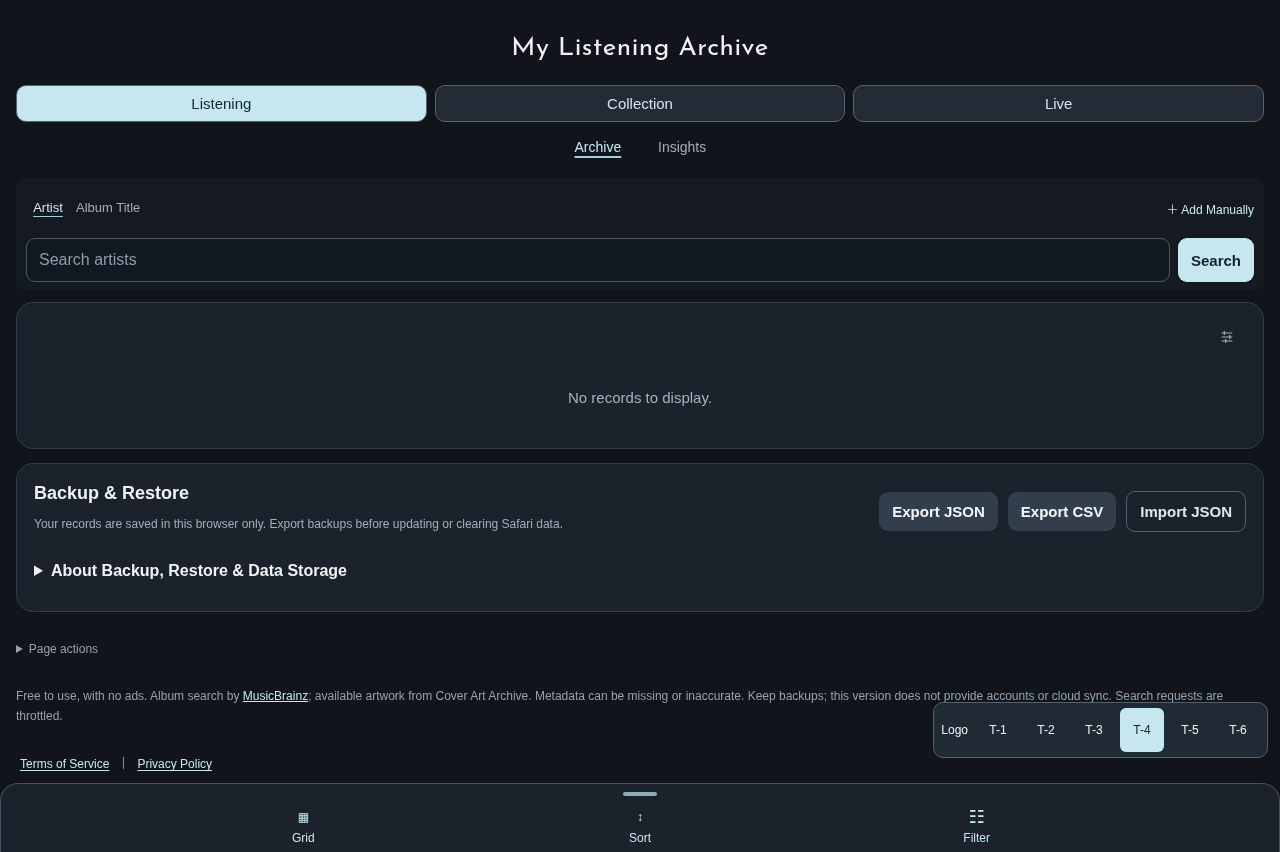 My Listening Archive
Listening
Collection
Live
Archive
Insights
Artist
Album Title
+ Add Manually
Search artists
Search
No records to display.
Backup & Restore
Your records are saved in this browser only. Export backups before updating or clearing Safari data.
Export JSON
Export CSV
Import JSON
About Backup, Restore & Data Storage
Page actions
Free to use, with no ads. Album search by MusicBrainz; available artwork from Cover Art Archive. Metadata can be missing or inaccurate. Keep backups; this version does not provide accounts or cloud sync. Search requests are
throttled.
Logo
T-1
T-2
T-3
T-4
T-5
T-6
Terms of Service
Privacy Policy
Grid
Sort
Filter